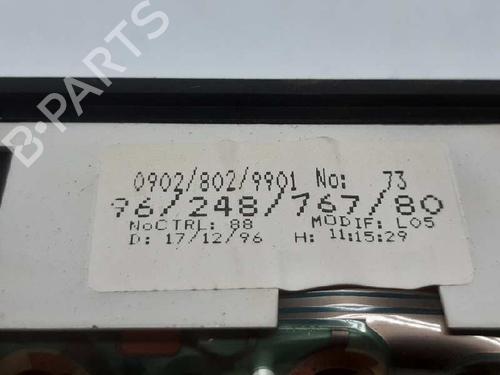 B-PARTS
0902/802/9901 No: 73
96/248/767/80
NoCTRL: 88 MODIF: L05
D: 17/12/96 H: 11:15:29